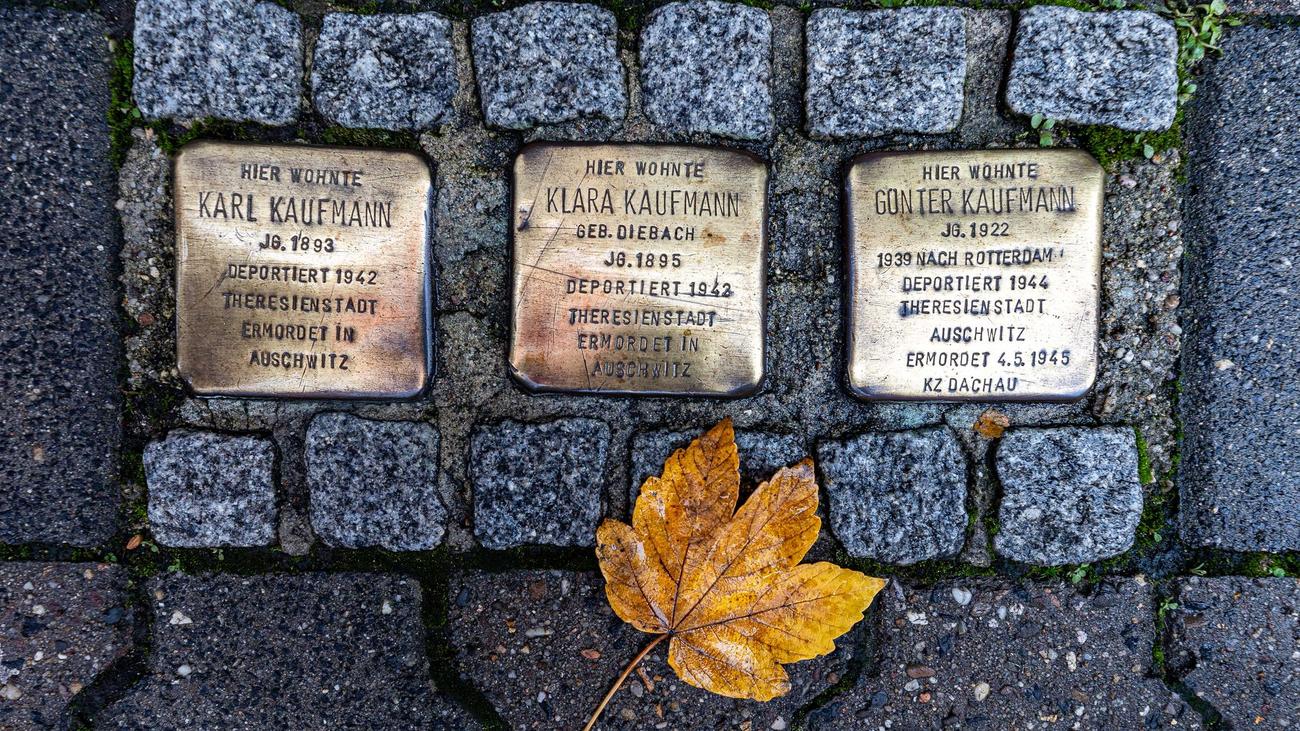 HIER WOHNTE
KARL KAUFMANN
JG. 1893
DEPORTIERT 1942
THERESIENSTADT
ERMORDET IN
AUSCHWITZ
HIER WOHNTE
KLARA KAUFMANN
GEB. DIEBACH
JG. 1895
DEPORTIERT 1942
THERESIENSTADT
ERMORDET IN
AUSCHWITZ
HIER WOHNTE
GÜNTER KAUFMANN
JG. 1922
1939 NACH ROTTERDAM
DEPORTIERT 1944
THERESIENSTADT
AUSCHWITZ
ERMORDET 4.5.1945
KZ DACHAU